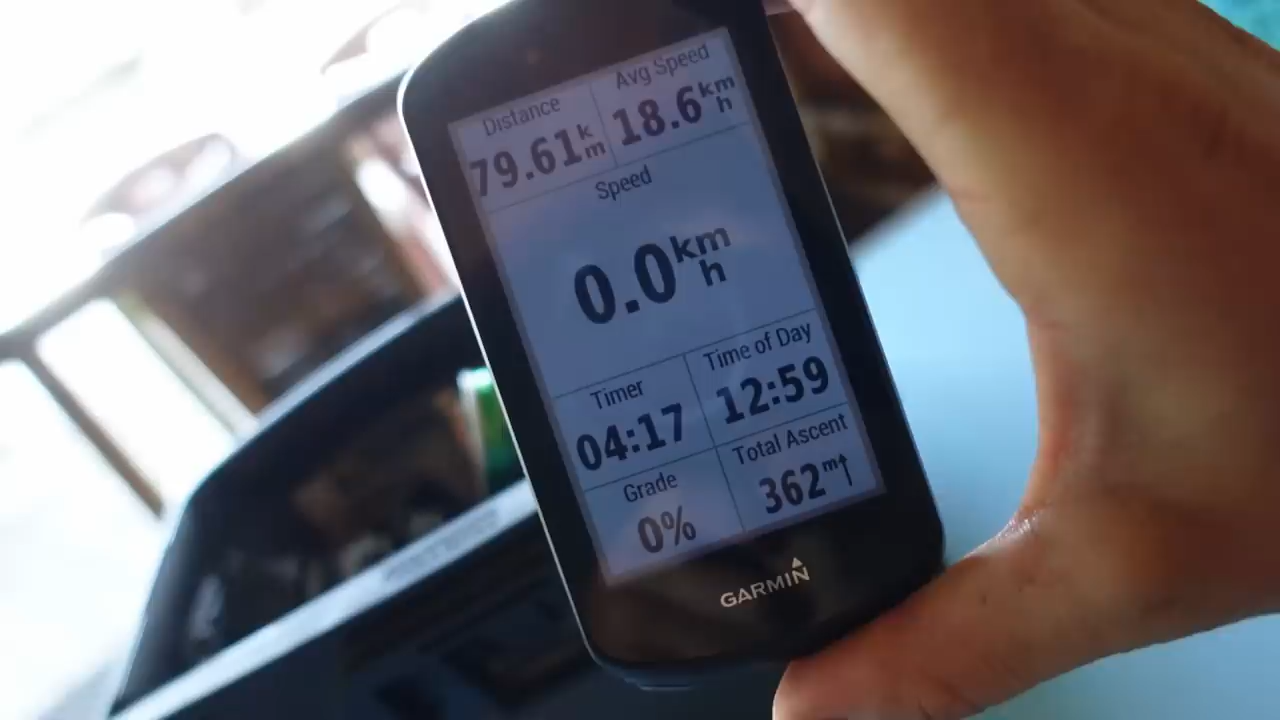 Distance
79.61 km
Avg Speed
18.6 km h
Speed
0.0 km h
Timer
04:17
Time of Day
12:59
Grade
0%
Total Ascent
362 m↑
GARMIN